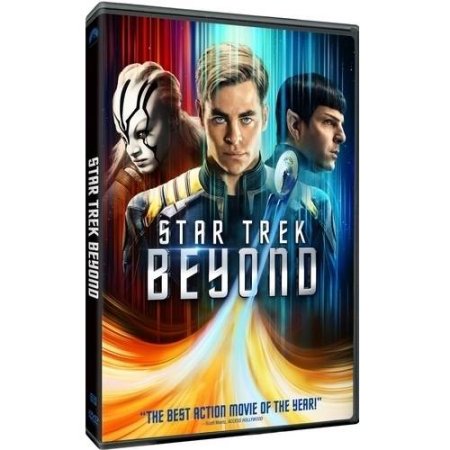 STAR TREK
BEYOND
"THE BEST ACTION MOVIE OF THE YEAR!"
STAR TREK BEYOND